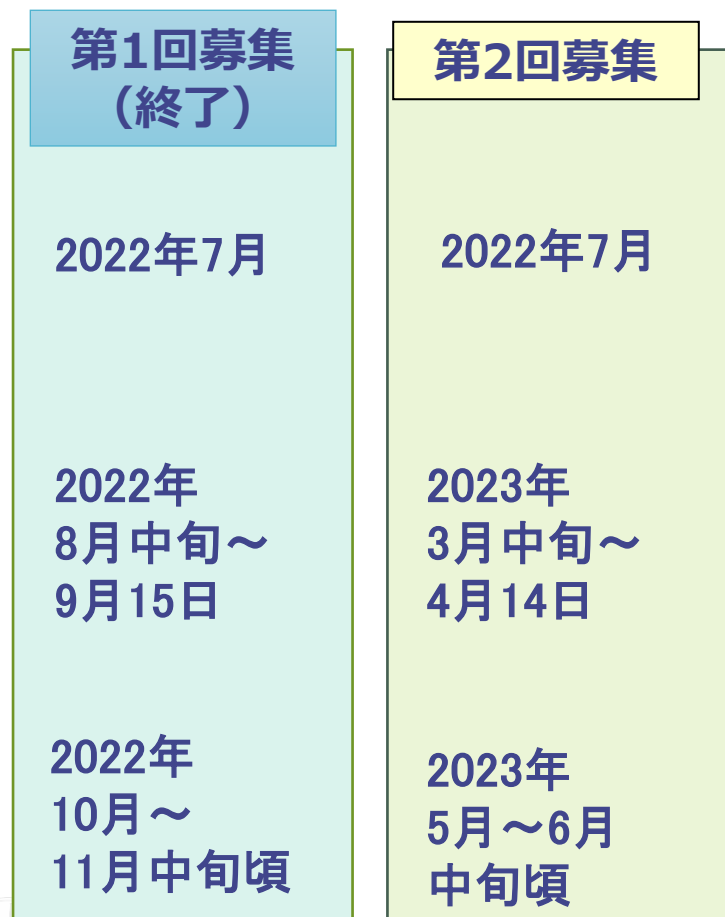 第1回募集
(終了)
2022年7月
2022年
8月中旬～
9月15日
2022年
10月～
11月中旬頃
第2回募集
2022年7月
2023年
3月中旬～
4月14日
2023年
5月～6月
中旬頃